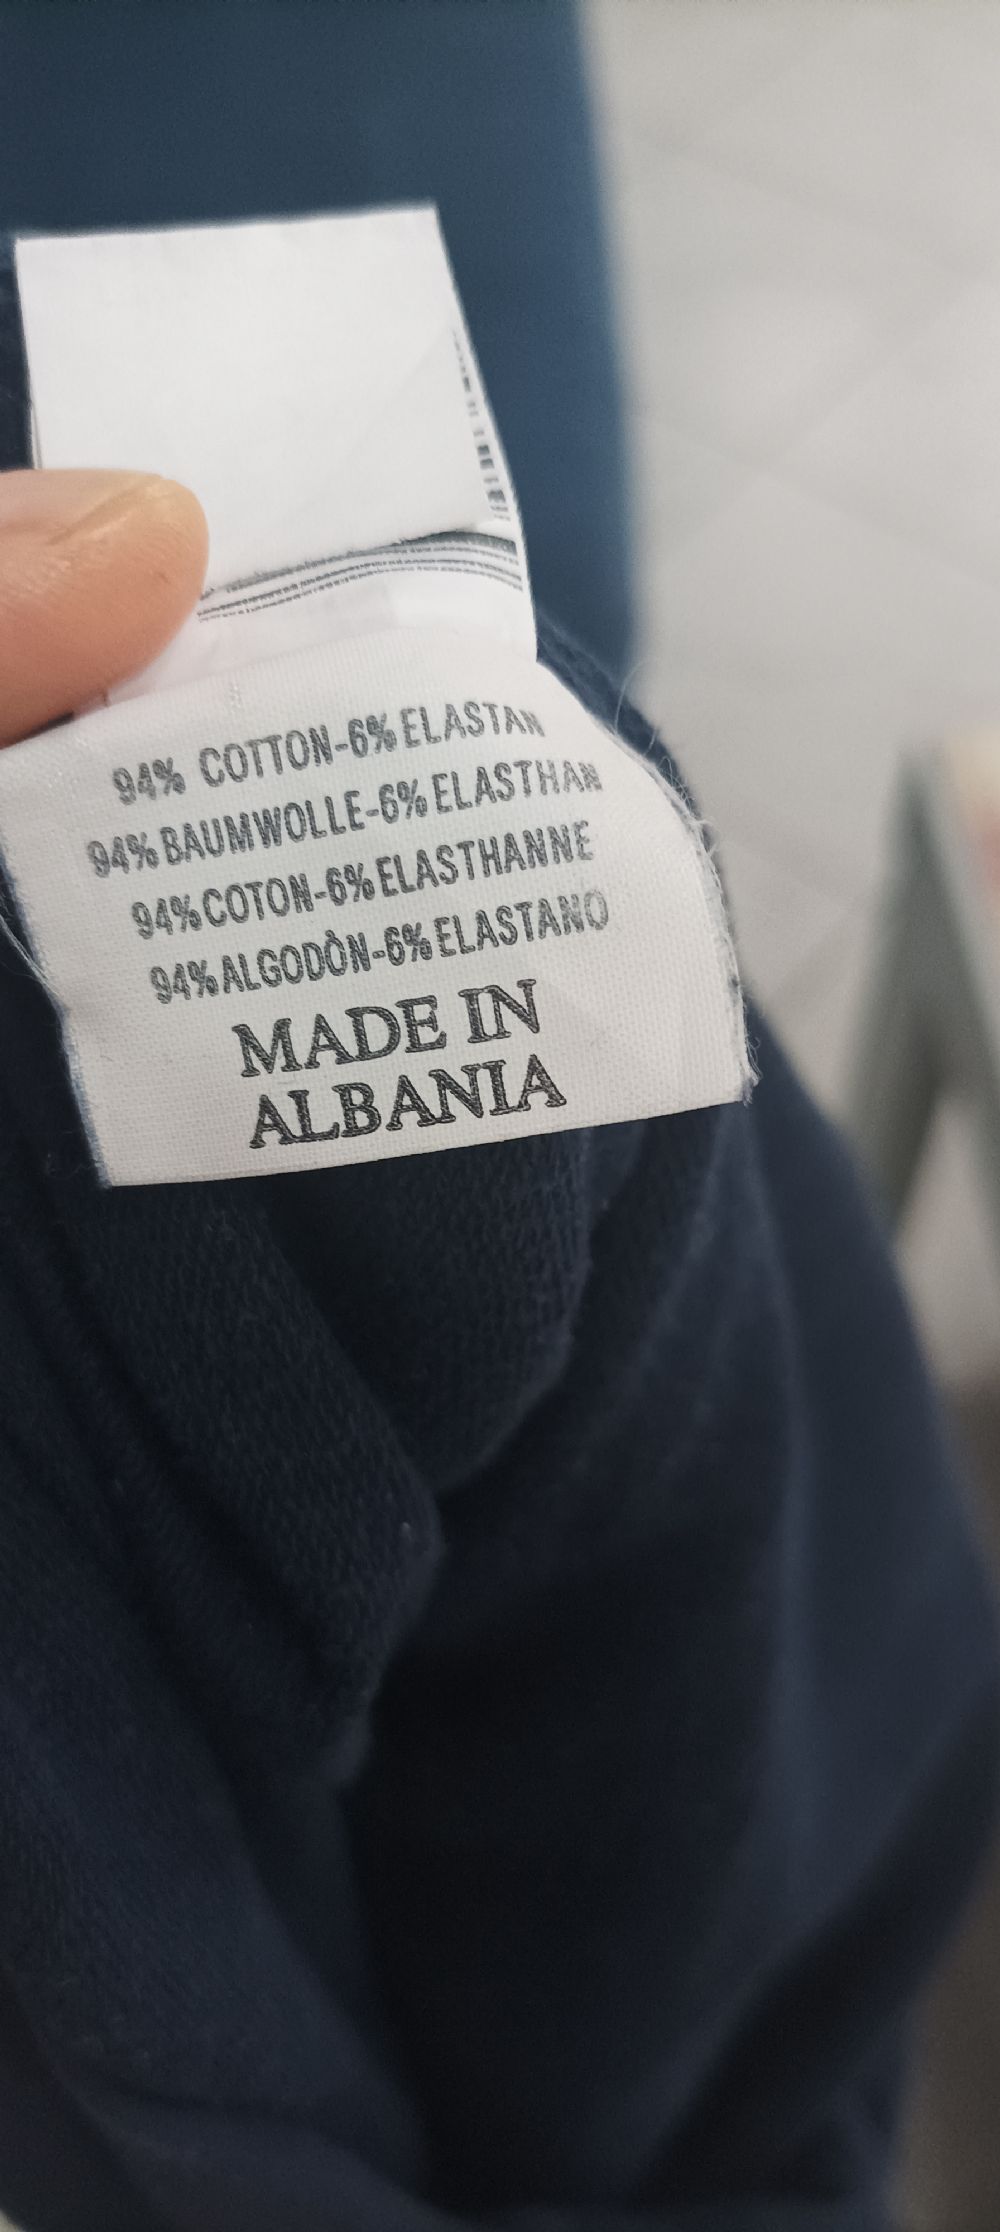 94% COTTON-6% ELASTAN
94% BAUMWOLLE-6% ELASTHAN
94% COTON-6% ELASTHANNE
94% ALGODÒN-6% ELASTANO
MADE IN
ALBANIA